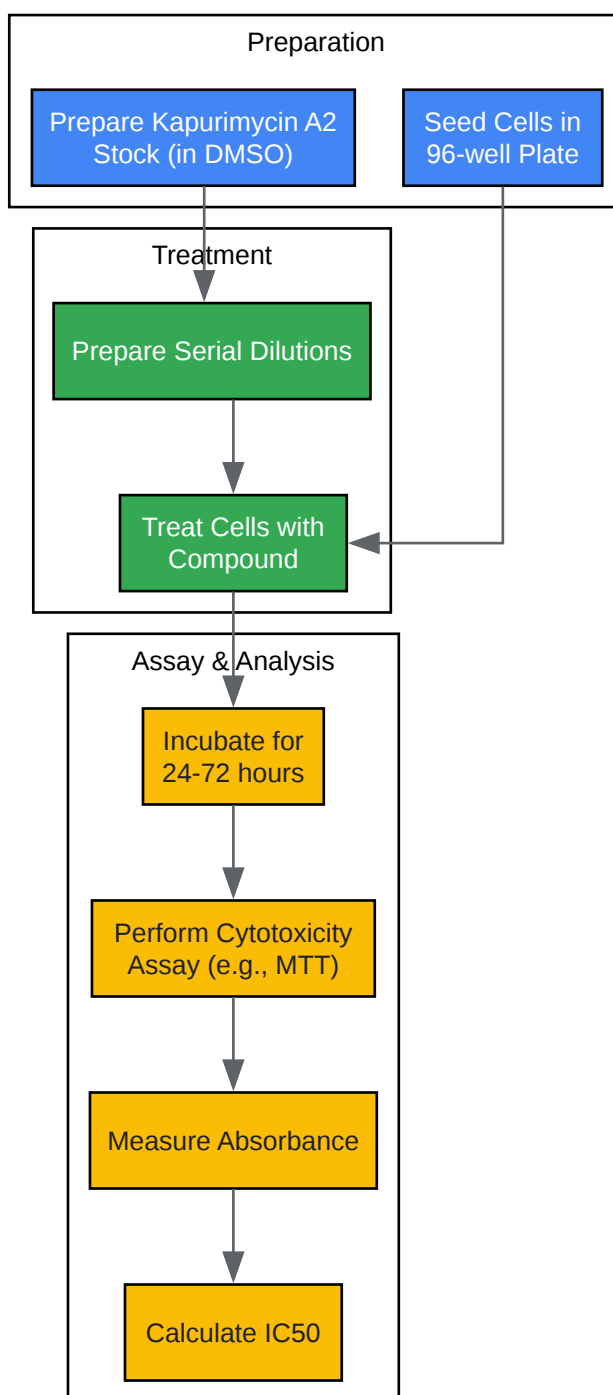 Preparation
Prepare Kapurimycin A2
Stock (in DMSO)
Seed Cells in
96-well Plate
Treatment
Prepare Serial Dilutions
Treat Cells with
Compound
Assay & Analysis
Incubate for
24-72 hours
Perform Cytotoxicity
Assay (e.g., MTT)
Measure Absorbance
Calculate IC50